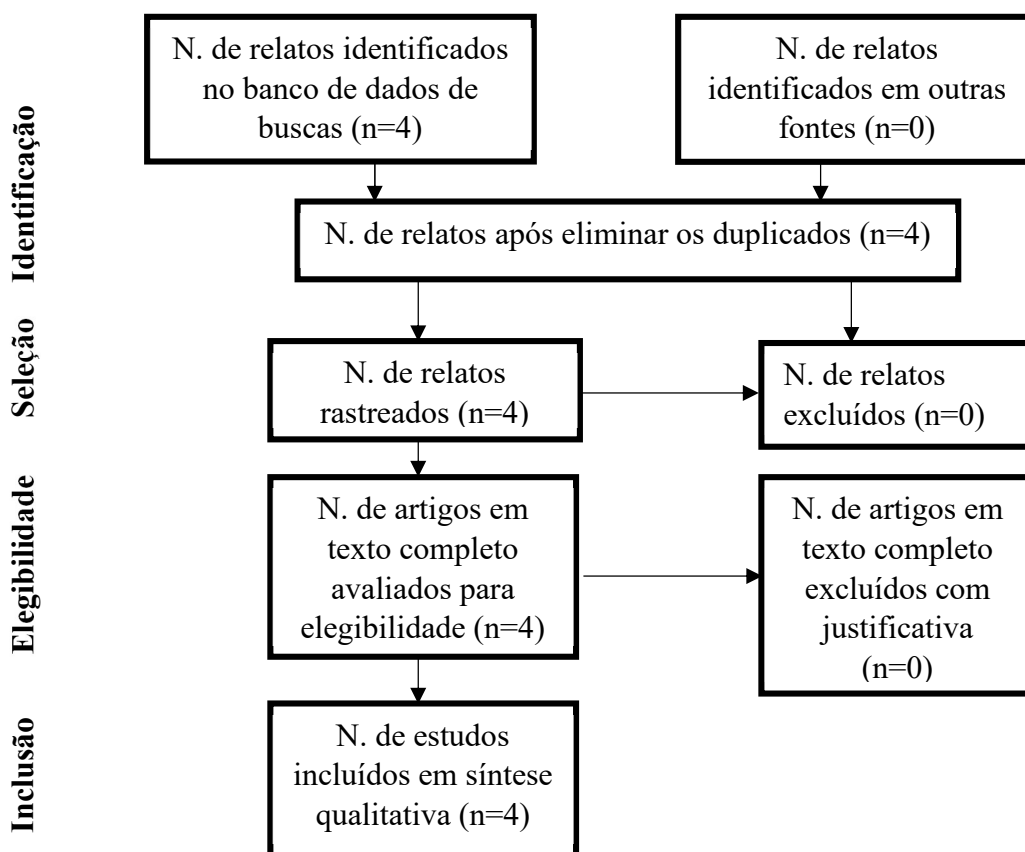 Identificação
N. de relatos identificados
no banco de dados de
buscas (n=4)
N. de relatos
identificados em outras
fontes (n=0)
N. de relatos após eliminar os duplicados (n=4)
Seleção
N. de relatos
rastreados (n=4)
N. de relatos
excluídos (n=0)
Elegibilidade
N. de artigos em
texto completo
avaliados para
elegibilidade (n=4)
N. de artigos em
texto completo
excluídos com
justificativa
(n=0)
Inclusão
N. de estudos
incluídos em síntese
qualitativa (n=4)